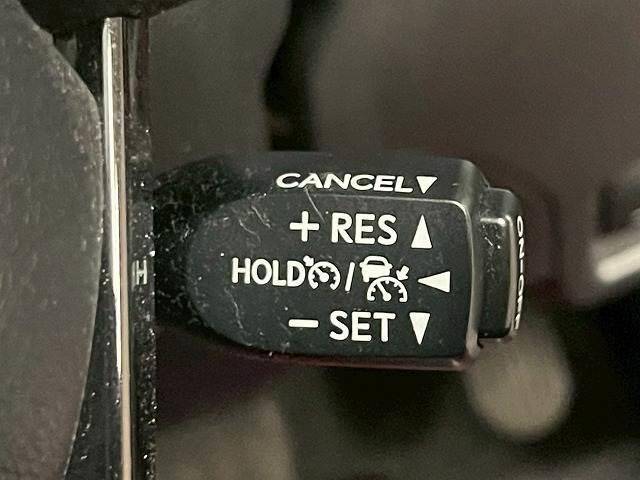 CANCEL▼
+ RES ▲
HOLD / ◀
− SET ▼
ON-OFF
H